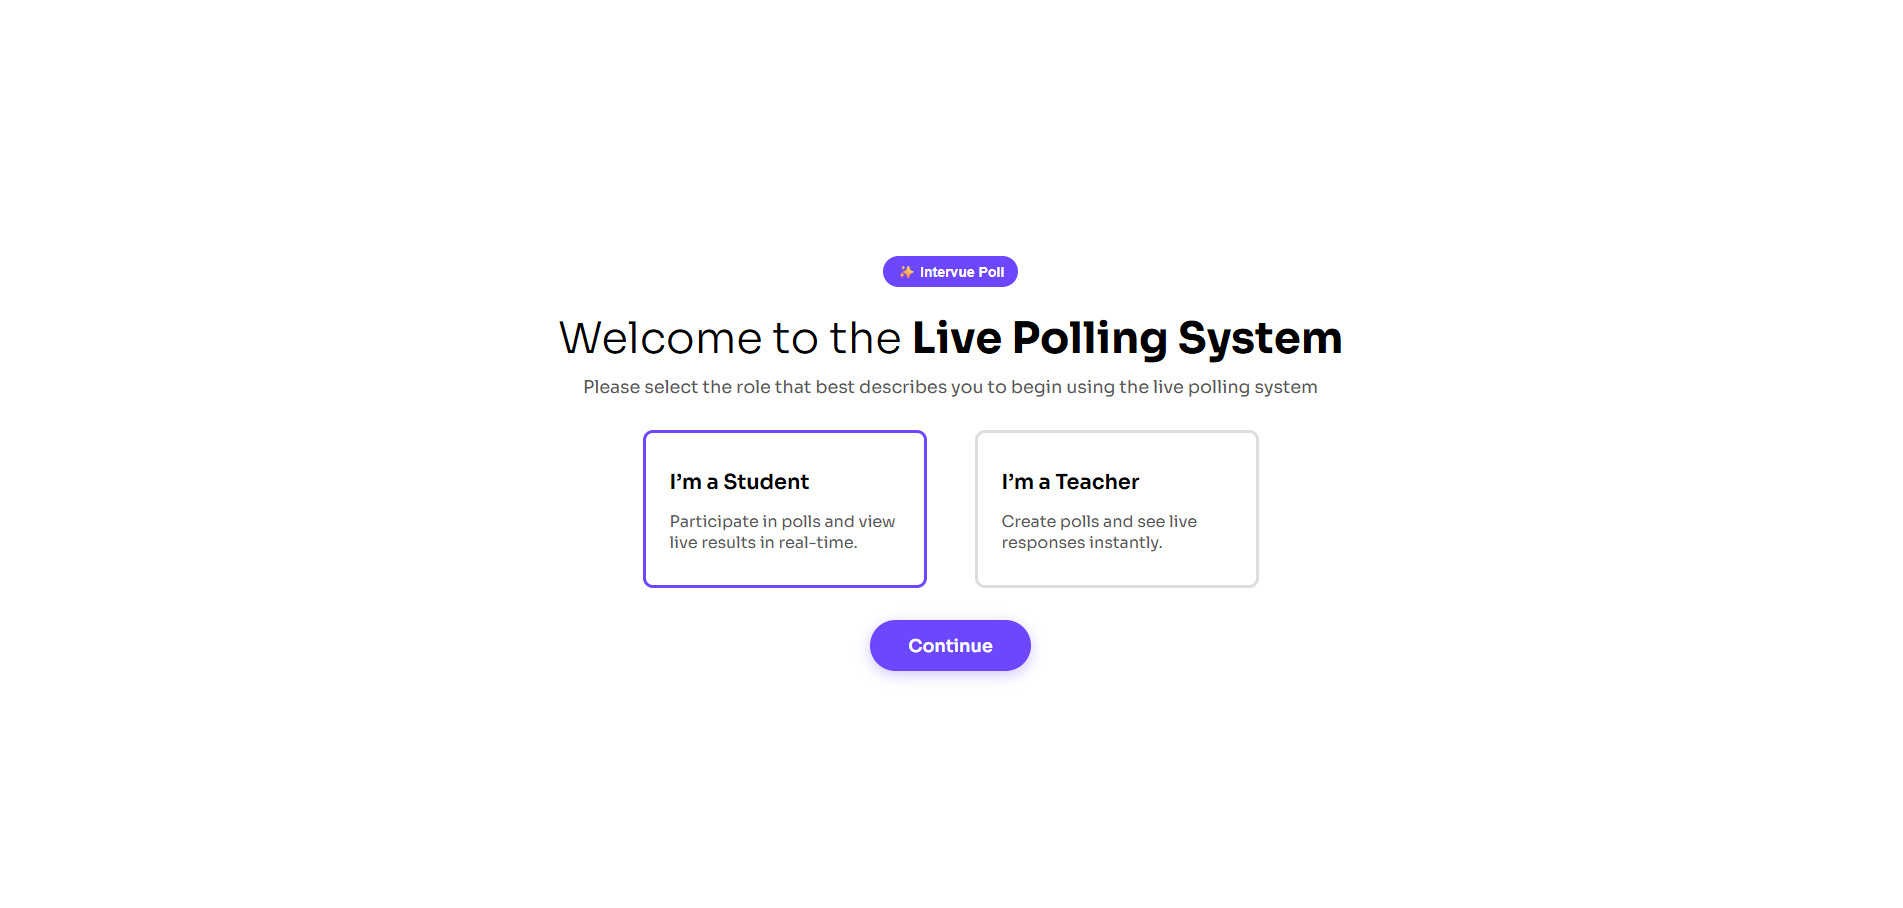 ✨ Intervue Poll
Welcome to the Live Polling System
Please select the role that best describes you to begin using the live polling system
I’m a Student
Participate in polls and view
live results in real-time.
I’m a Teacher
Create polls and see live
responses instantly.
Continue